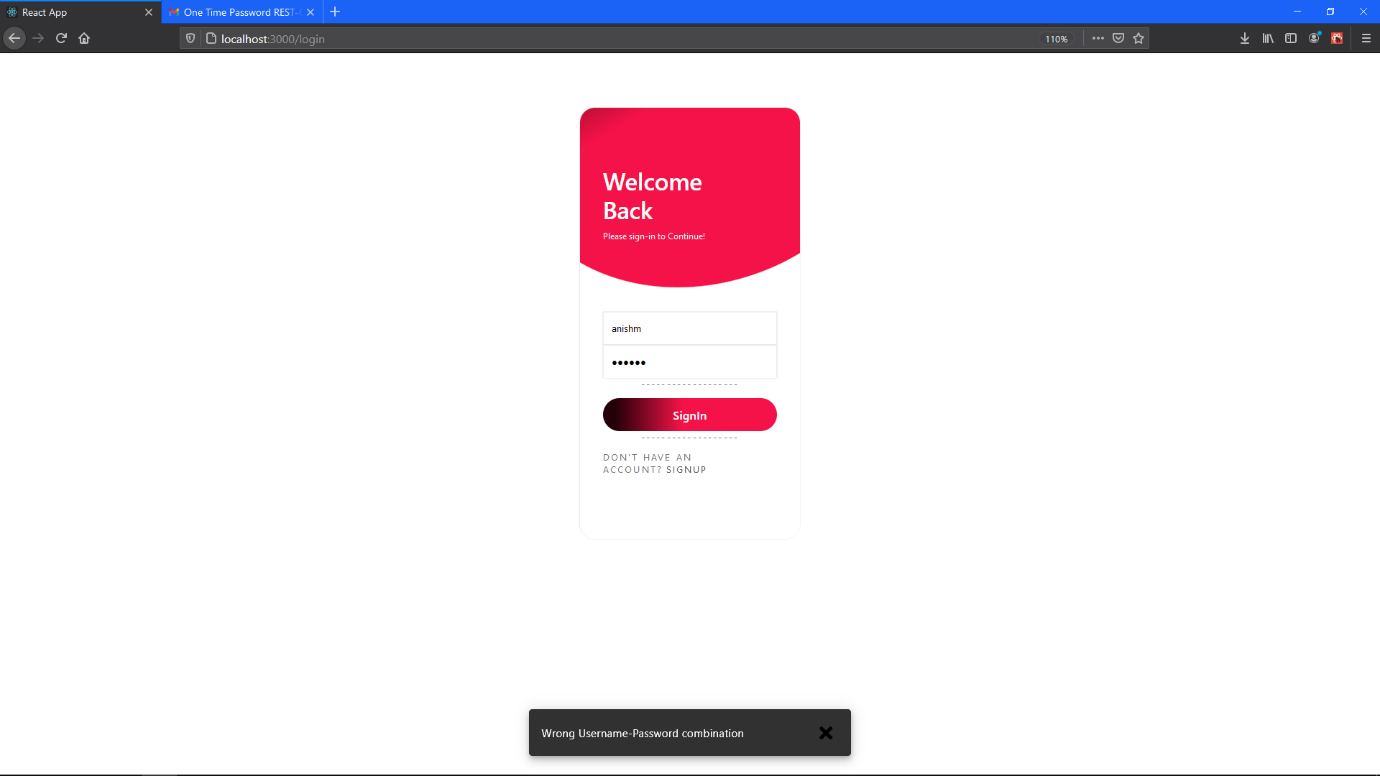 React App
One Time Password REST-
localhost:3000/login
110%
Welcome
Back
Please sign-in to Continue!
anishm
••••••
-------------------
SignIn
-------------------
DON'T HAVE AN
ACCOUNT? SIGNUP
Wrong Username-Password combination